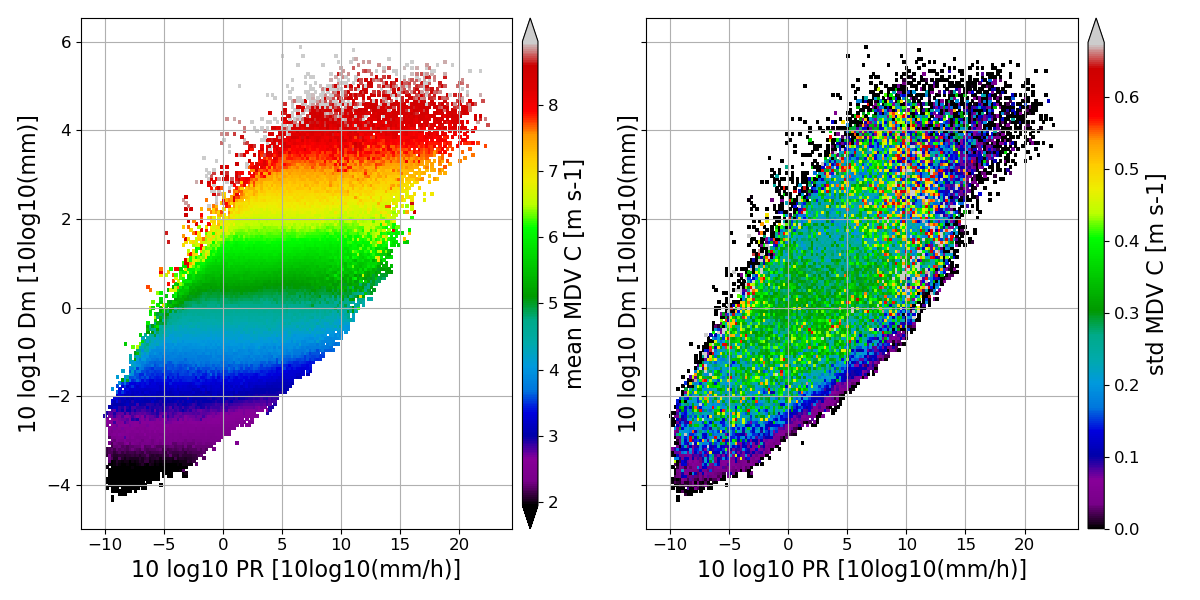 10 log10 Dm [10log10(mm)]
6
4
2
0
−2
−4
−10 −5 0 5 10 15 20
10 log10 PR [10log10(mm/h)]
8
7
6
5
4
3
2
mean MDV C [m s-1]
10 log10 Dm [10log10(mm)]
−10 −5 0 5 10 15 20
10 log10 PR [10log10(mm/h)]
0.6
0.5
0.4
0.3
0.2
0.1
0.0
std MDV C [m s-1]